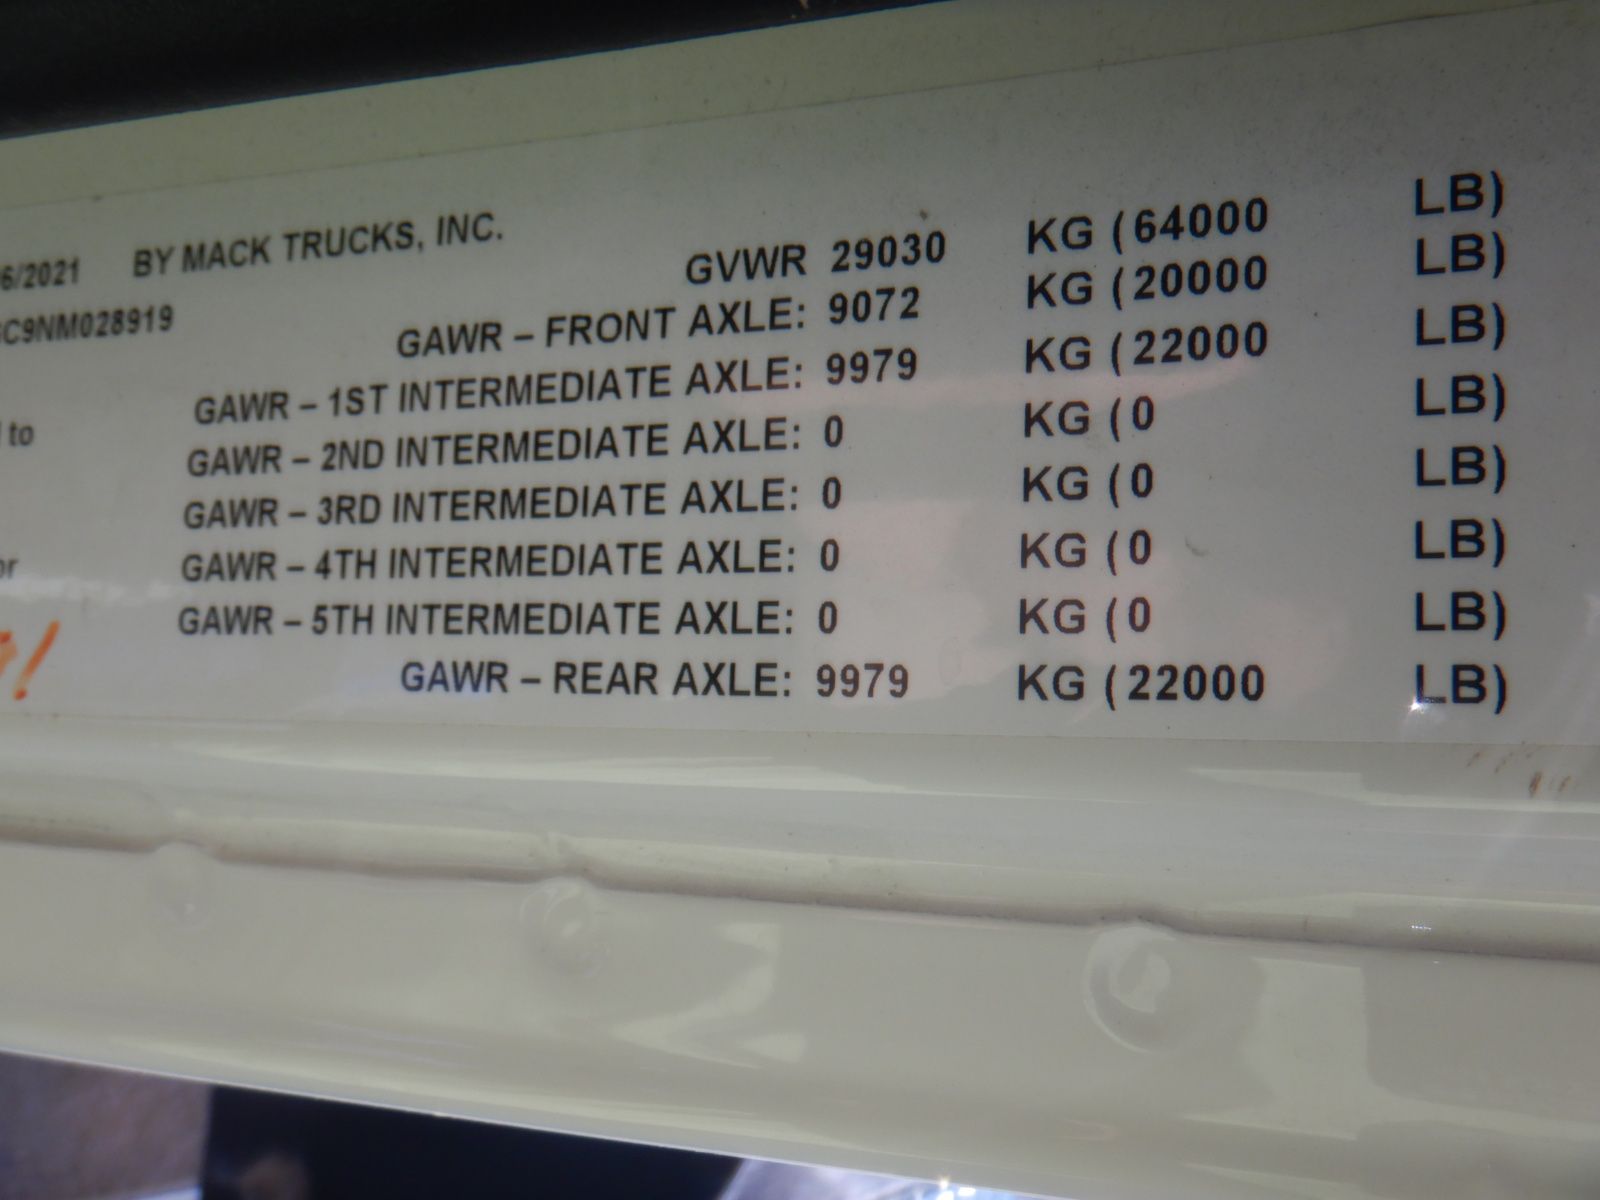 6/2021 BY MACK TRUCKS, INC.
GVWR 29030 KG (64000 LB)
C9NM028919
GAWR – FRONT AXLE: 9072 KG (20000 LB)
GAWR – 1ST INTERMEDIATE AXLE: 9979 KG (22000 LB)
to
GAWR – 2ND INTERMEDIATE AXLE: 0 KG (0 LB)
GAWR – 3RD INTERMEDIATE AXLE: 0 KG (0 LB)
or
GAWR – 4TH INTERMEDIATE AXLE: 0 KG (0 LB)
GAWR – 5TH INTERMEDIATE AXLE: 0 KG (0 LB)
GAWR – REAR AXLE: 9979 KG (22000 LB)